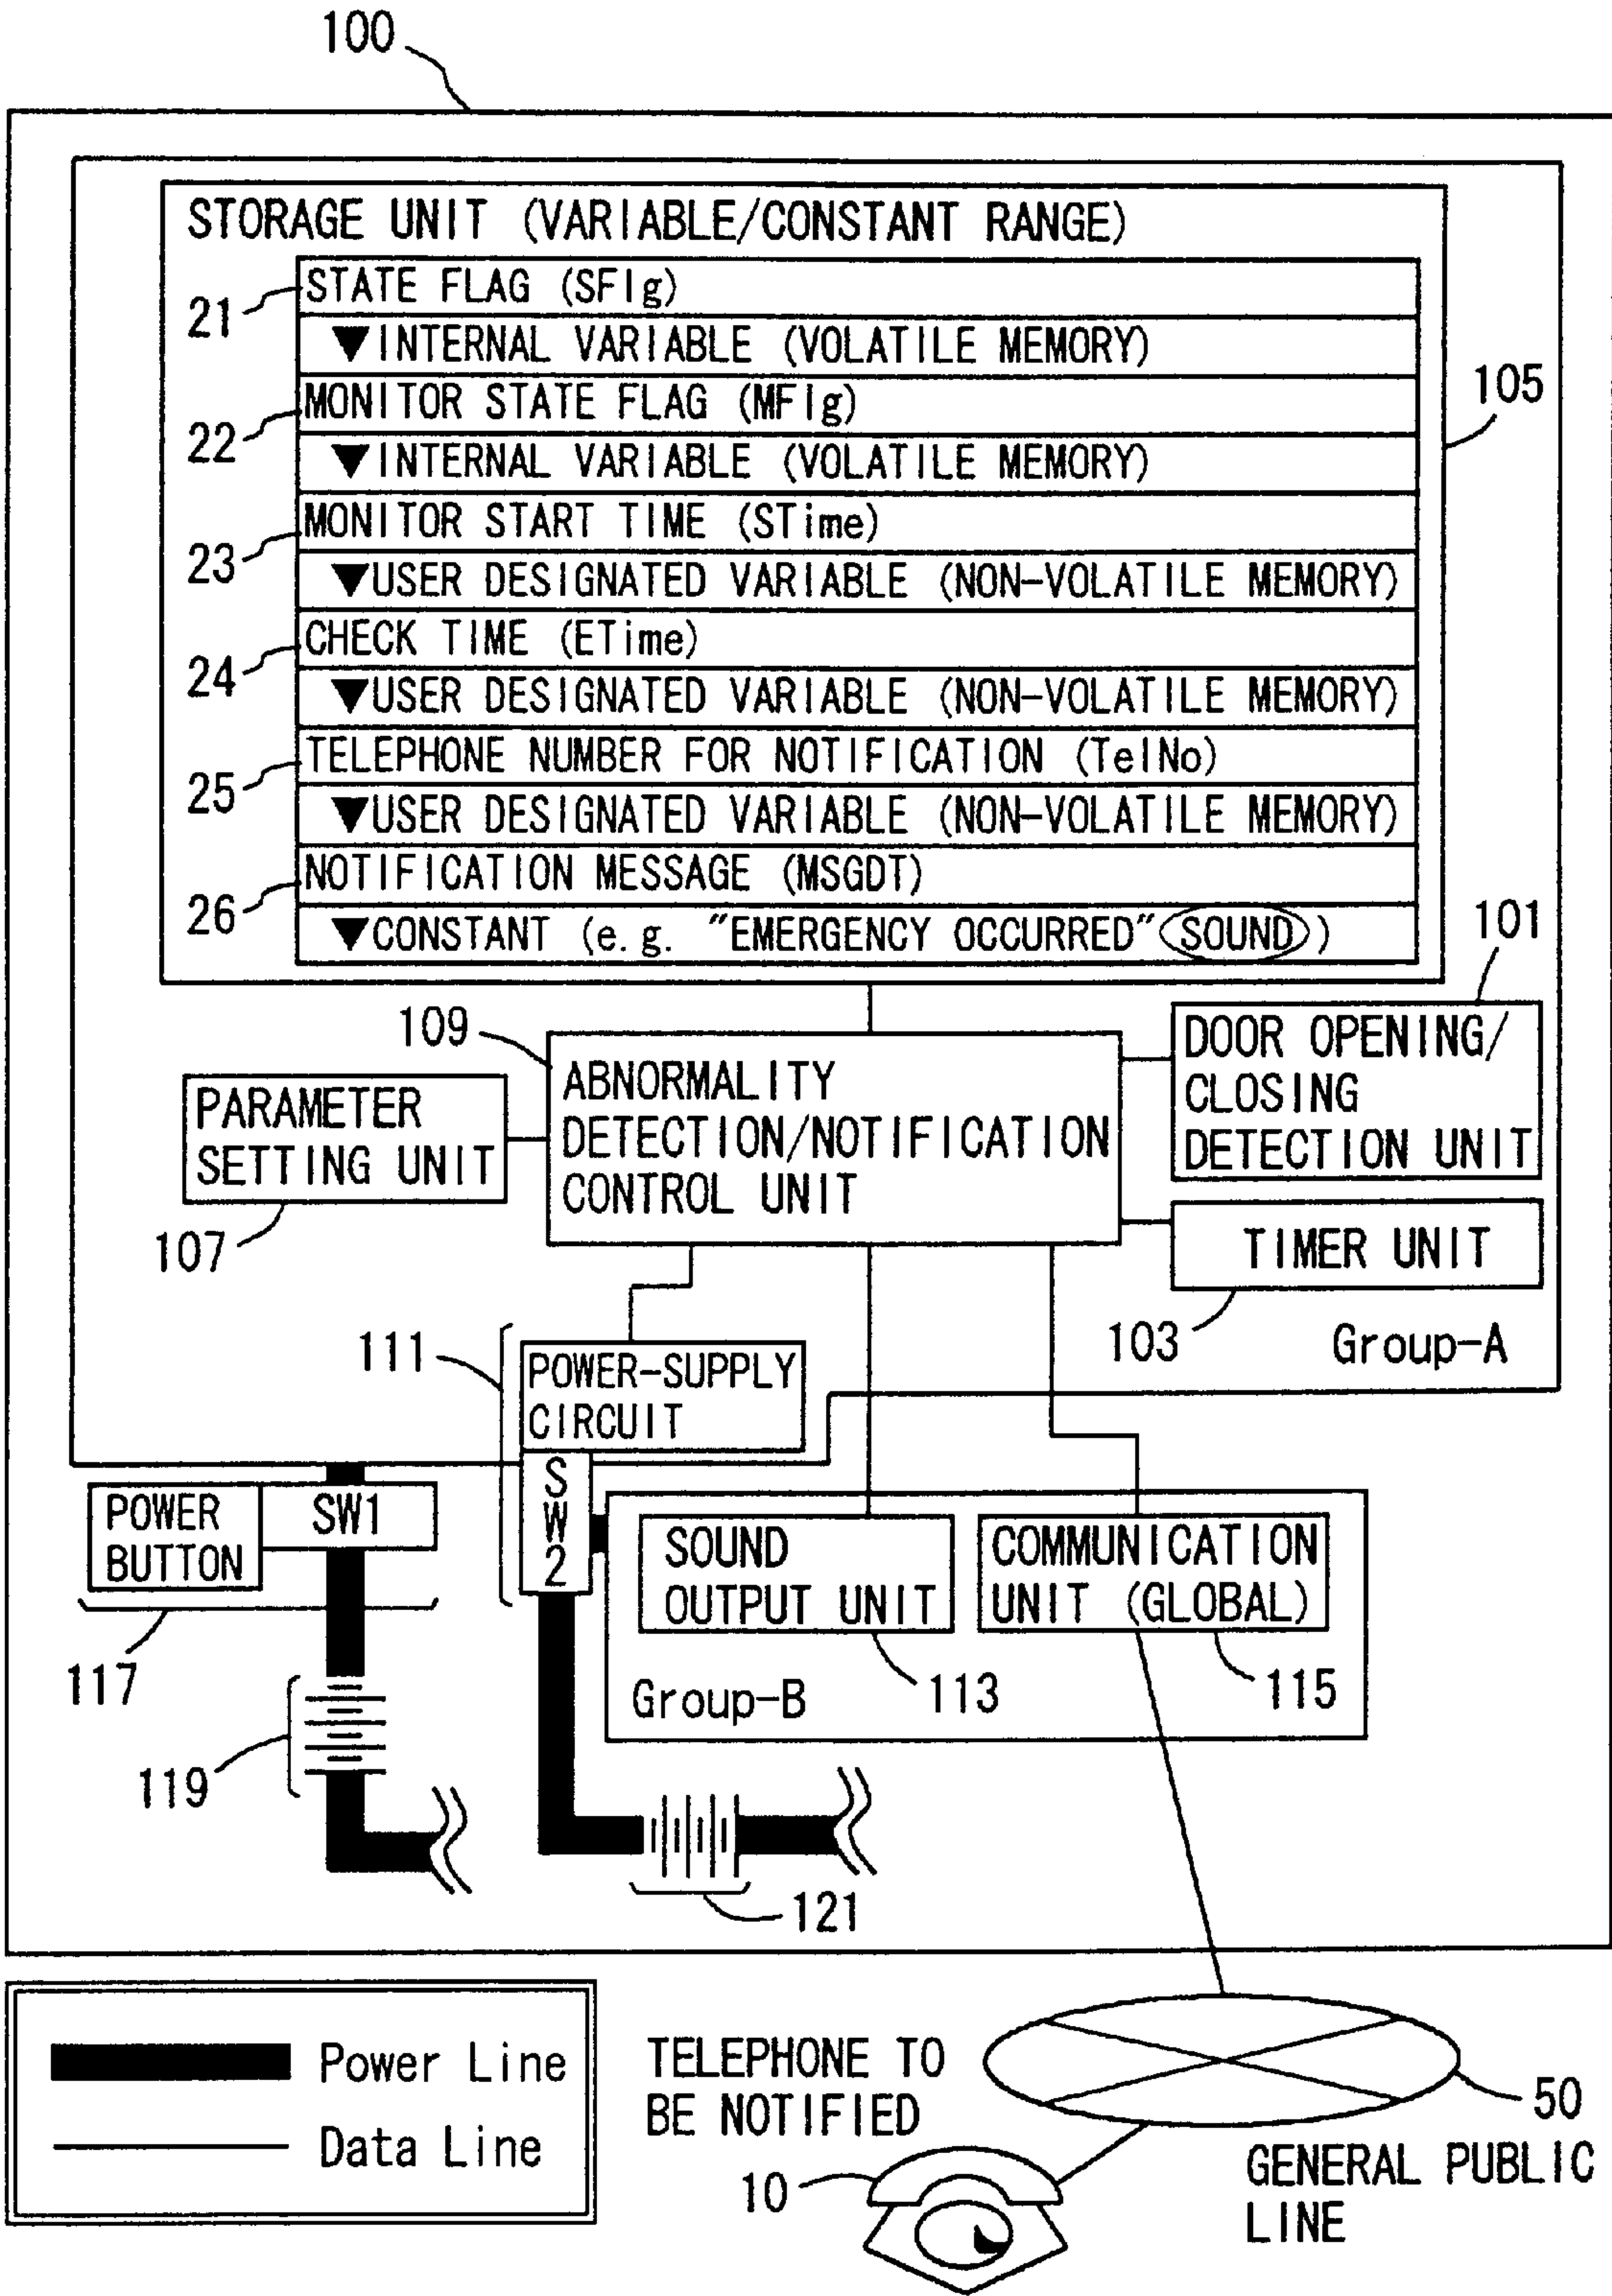 100
STORAGE UNIT (VARIABLE/CONSTANT RANGE)
21
STATE FLAG (SFlg)
▼INTERNAL VARIABLE (VOLATILE MEMORY)
22
MONITOR STATE FLAG (MFlg)
▼INTERNAL VARIABLE (VOLATILE MEMORY)
105
23
MONITOR START TIME (STime)
▼USER DESIGNATED VARIABLE (NON-VOLATILE MEMORY)
24
CHECK TIME (ETime)
▼USER DESIGNATED VARIABLE (NON-VOLATILE MEMORY)
25
TELEPHONE NUMBER FOR NOTIFICATION (TelNo)
▼USER DESIGNATED VARIABLE (NON-VOLATILE MEMORY)
26
NOTIFICATION MESSAGE (MSGDT)
▼CONSTANT (e.g. "EMERGENCY OCCURRED" (SOUND))
101
109
ABNORMALITY
DETECTION/NOTIFICATION
CONTROL UNIT
DOOR OPENING/
CLOSING
DETECTION UNIT
PARAMETER
SETTING UNIT
107
TIMER UNIT
103
Group-A
111
POWER-SUPPLY
CIRCUIT
SW2
POWER
BUTTON
SW1
117
SOUND
OUTPUT UNIT
113
COMMUNICATION
UNIT (GLOBAL)
115
Group-B
119
121
Power Line
Data Line
TELEPHONE TO
BE NOTIFIED
10
50
GENERAL PUBLIC
LINE